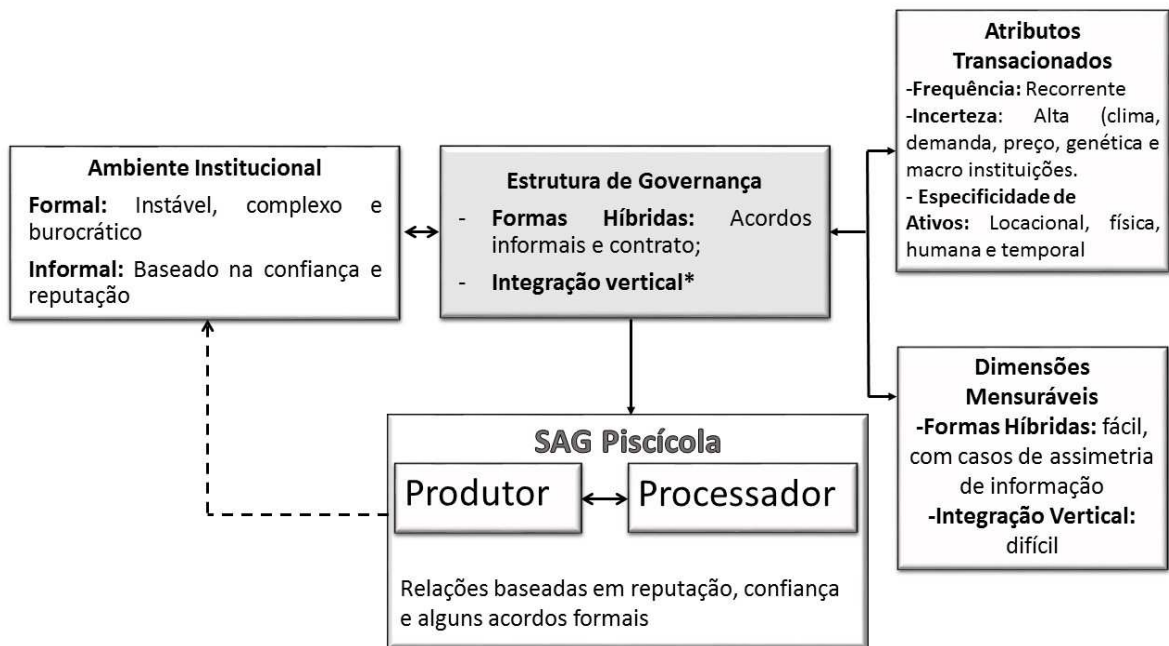 Ambiente Institucional
Formal: Instável, complexo e
burocrático
Informal: Baseado na confiança e
reputação
Estrutura de Governança
- Formas Híbridas: Acordos
informais e contrato;
- Integração vertical*
Atributos
Transacionados
-Frequência: Recorrente
-Incerteza: Alta (clima,
demanda, preço, genética e
macro instituições.
- Especificidade de
Ativos: Locacional, física,
humana e temporal
Dimensões
Mensuráveis
-Formas Híbridas: fácil,
com casos de assimetria
de informação
-Integração Vertical:
difícil
SAG Piscícola
Produtor
Processador
Relações baseadas em reputação, confiança
e alguns acordos formais